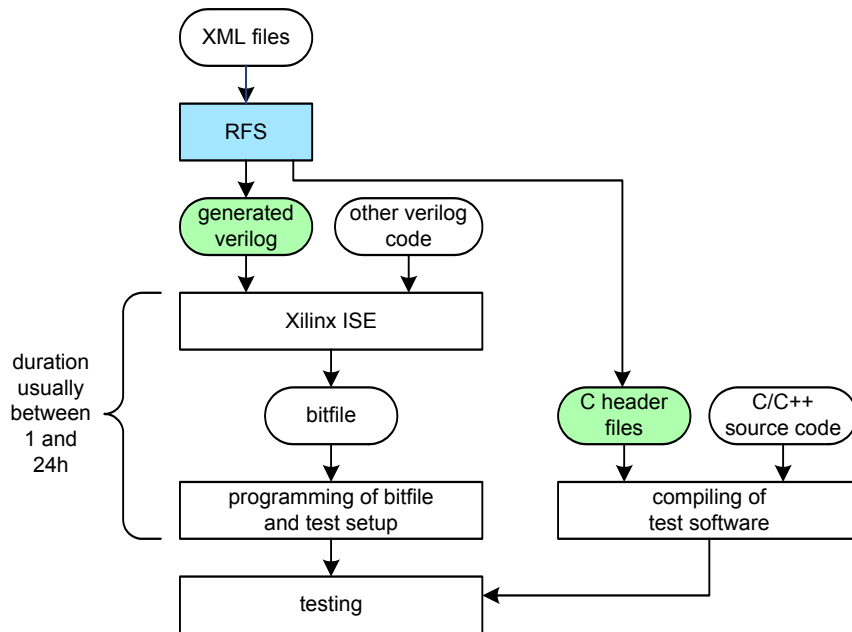 XML files
RFS
generated
verilog
other verilog
code
Xilinx ISE
duration
usually
between
1 and
24h
bitfile
C header
files
C/C++
source code
programming of bitfile
and test setup
compiling of
test software
testing